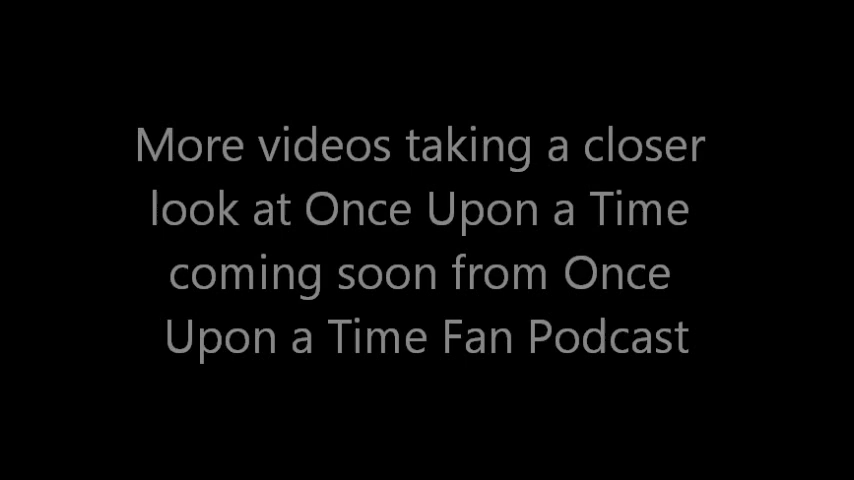 More videos taking a closer
look at Once Upon a Time
coming soon from Once
Upon a Time Fan Podcast